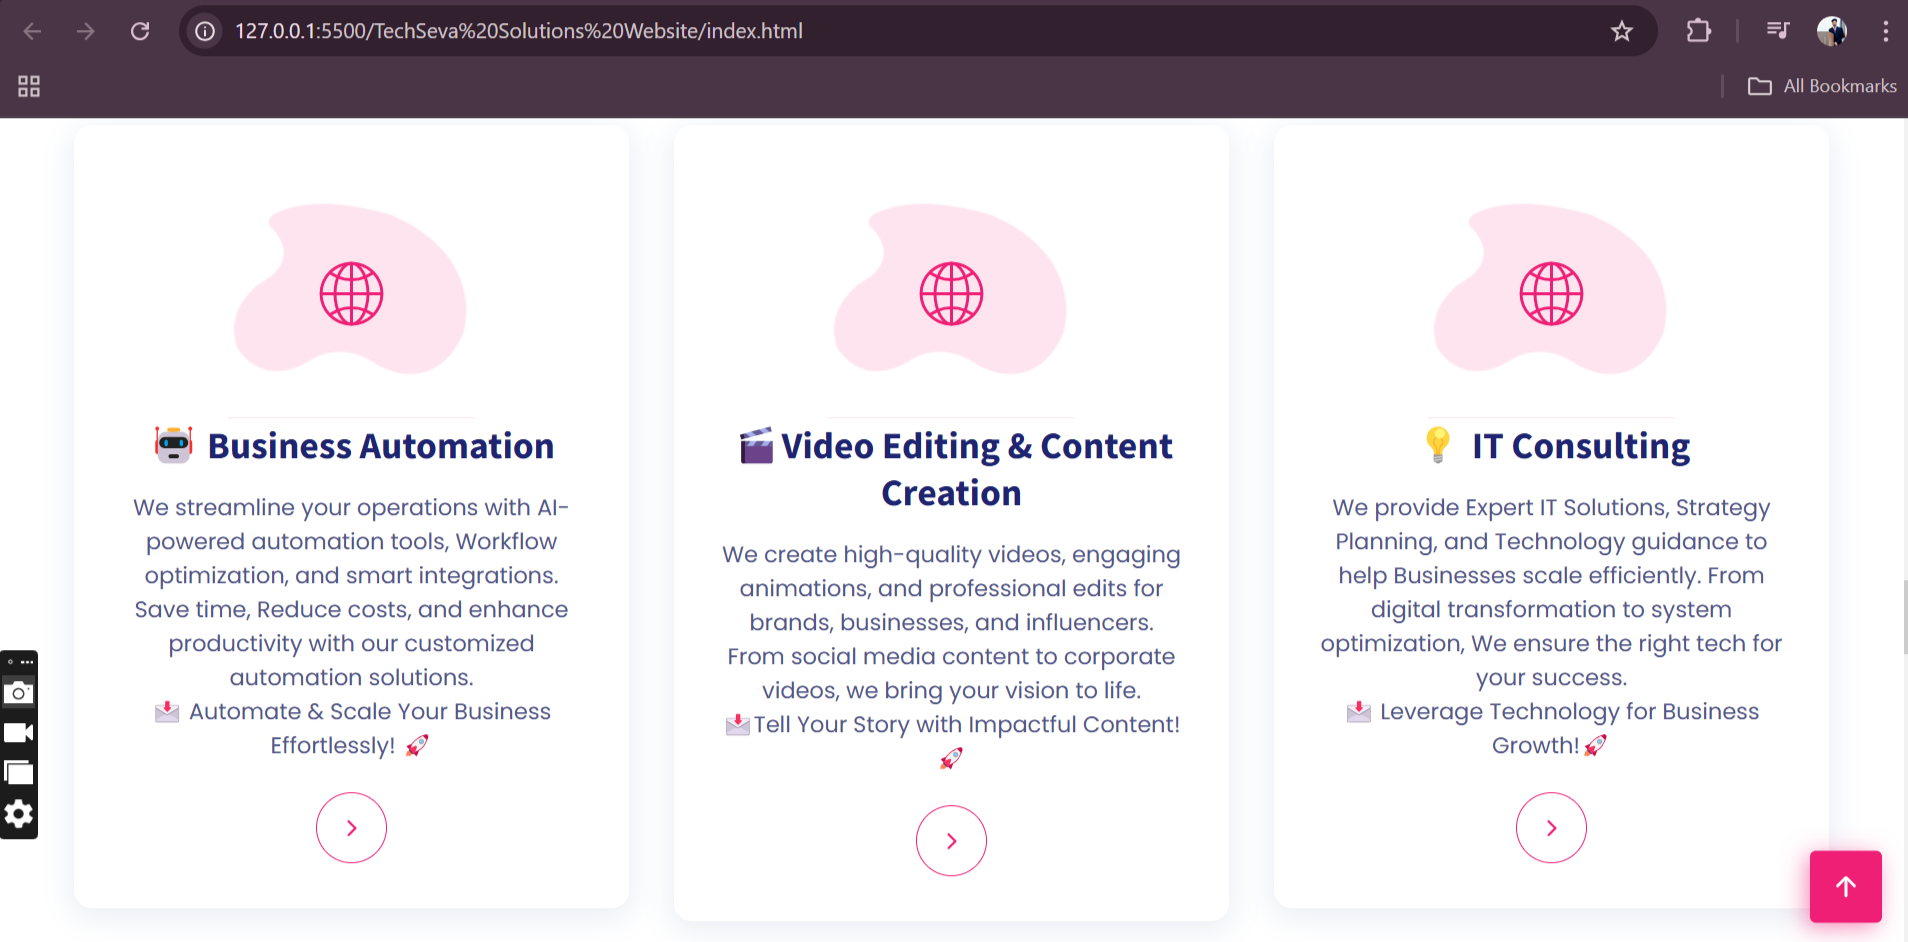 127.0.0.1:5500/TechSeva%20Solutions%20Website/index.html
All Bookmarks
🤖 Business Automation
We streamline your operations with AI-
powered automation tools, Workflow
optimization, and smart integrations.
Save time, Reduce costs, and enhance
productivity with our customized
automation solutions.
📩 Automate & Scale Your Business
Effortlessly! 🚀
🎬Video Editing & Content
Creation
We create high-quality videos, engaging
animations, and professional edits for
brands, businesses, and influencers.
From social media content to corporate
videos, we bring your vision to life.
📩Tell Your Story with Impactful Content!
🚀
💡 IT Consulting
We provide Expert IT Solutions, Strategy
Planning, and Technology guidance to
help Businesses scale efficiently. From
digital transformation to system
optimization, We ensure the right tech for
your success.
📩 Leverage Technology for Business
Growth!🚀